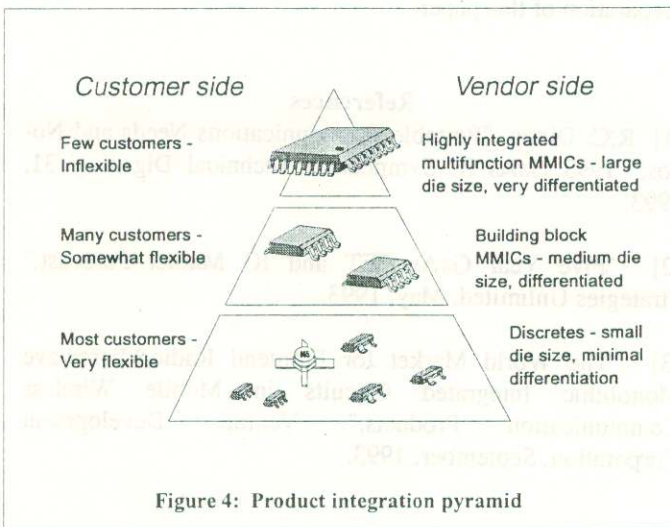 Customer side
Vendor side
Few customers -
Inflexible
Highly integrated
multifunction MMICs - large
die size, very differentiated
Many customers -
Somewhat flexible
Building block
MMICs - medium die
size, differentiated
Most customers -
Very flexible
Discretes - small
die size, minimal
differentiation
Figure 4: Product integration pyramid